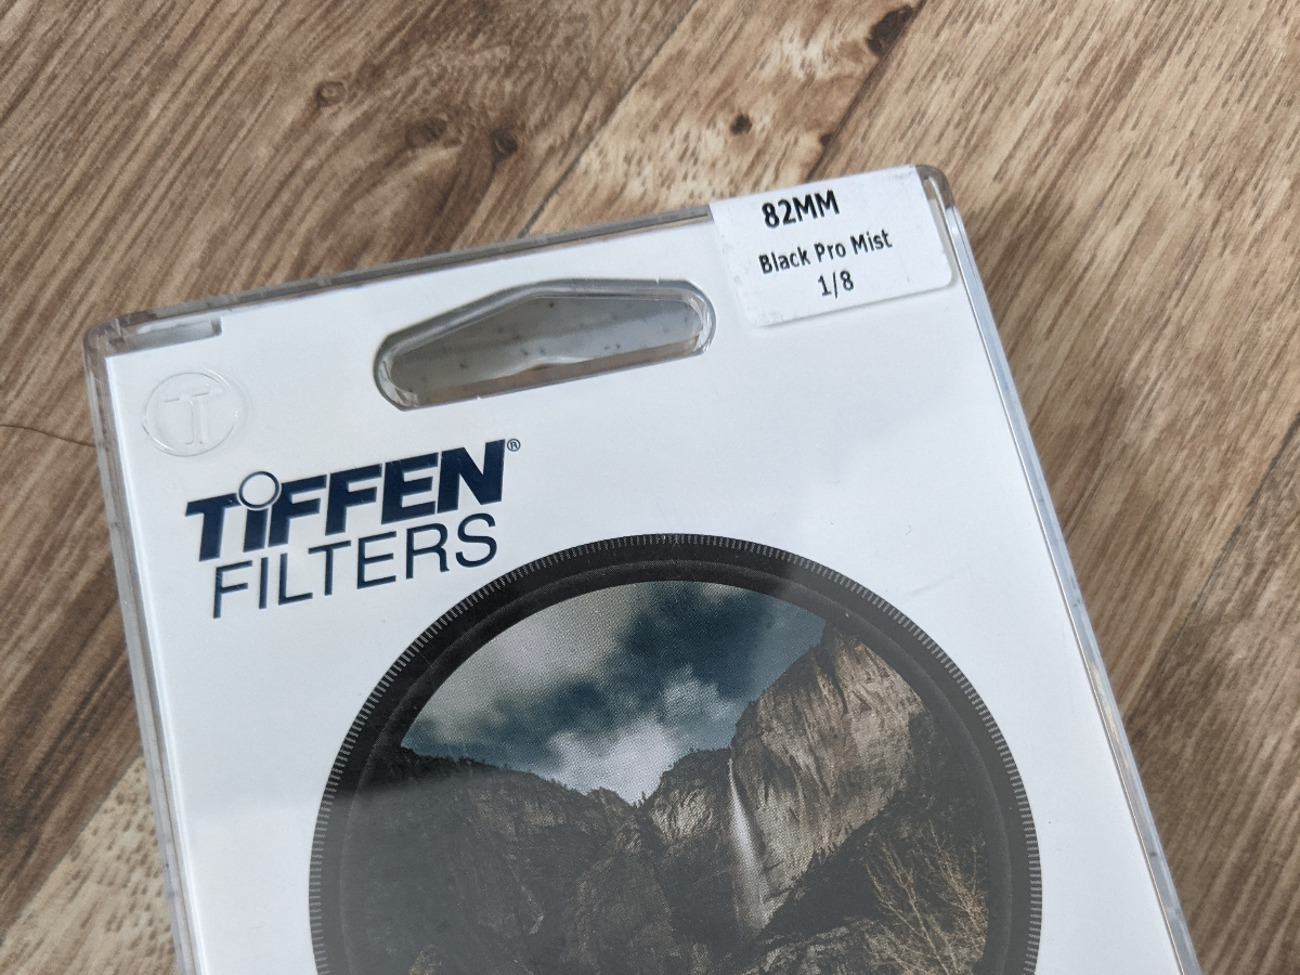 82MM
Black Pro Mist
1/8
TiFFEN®
FILTERS